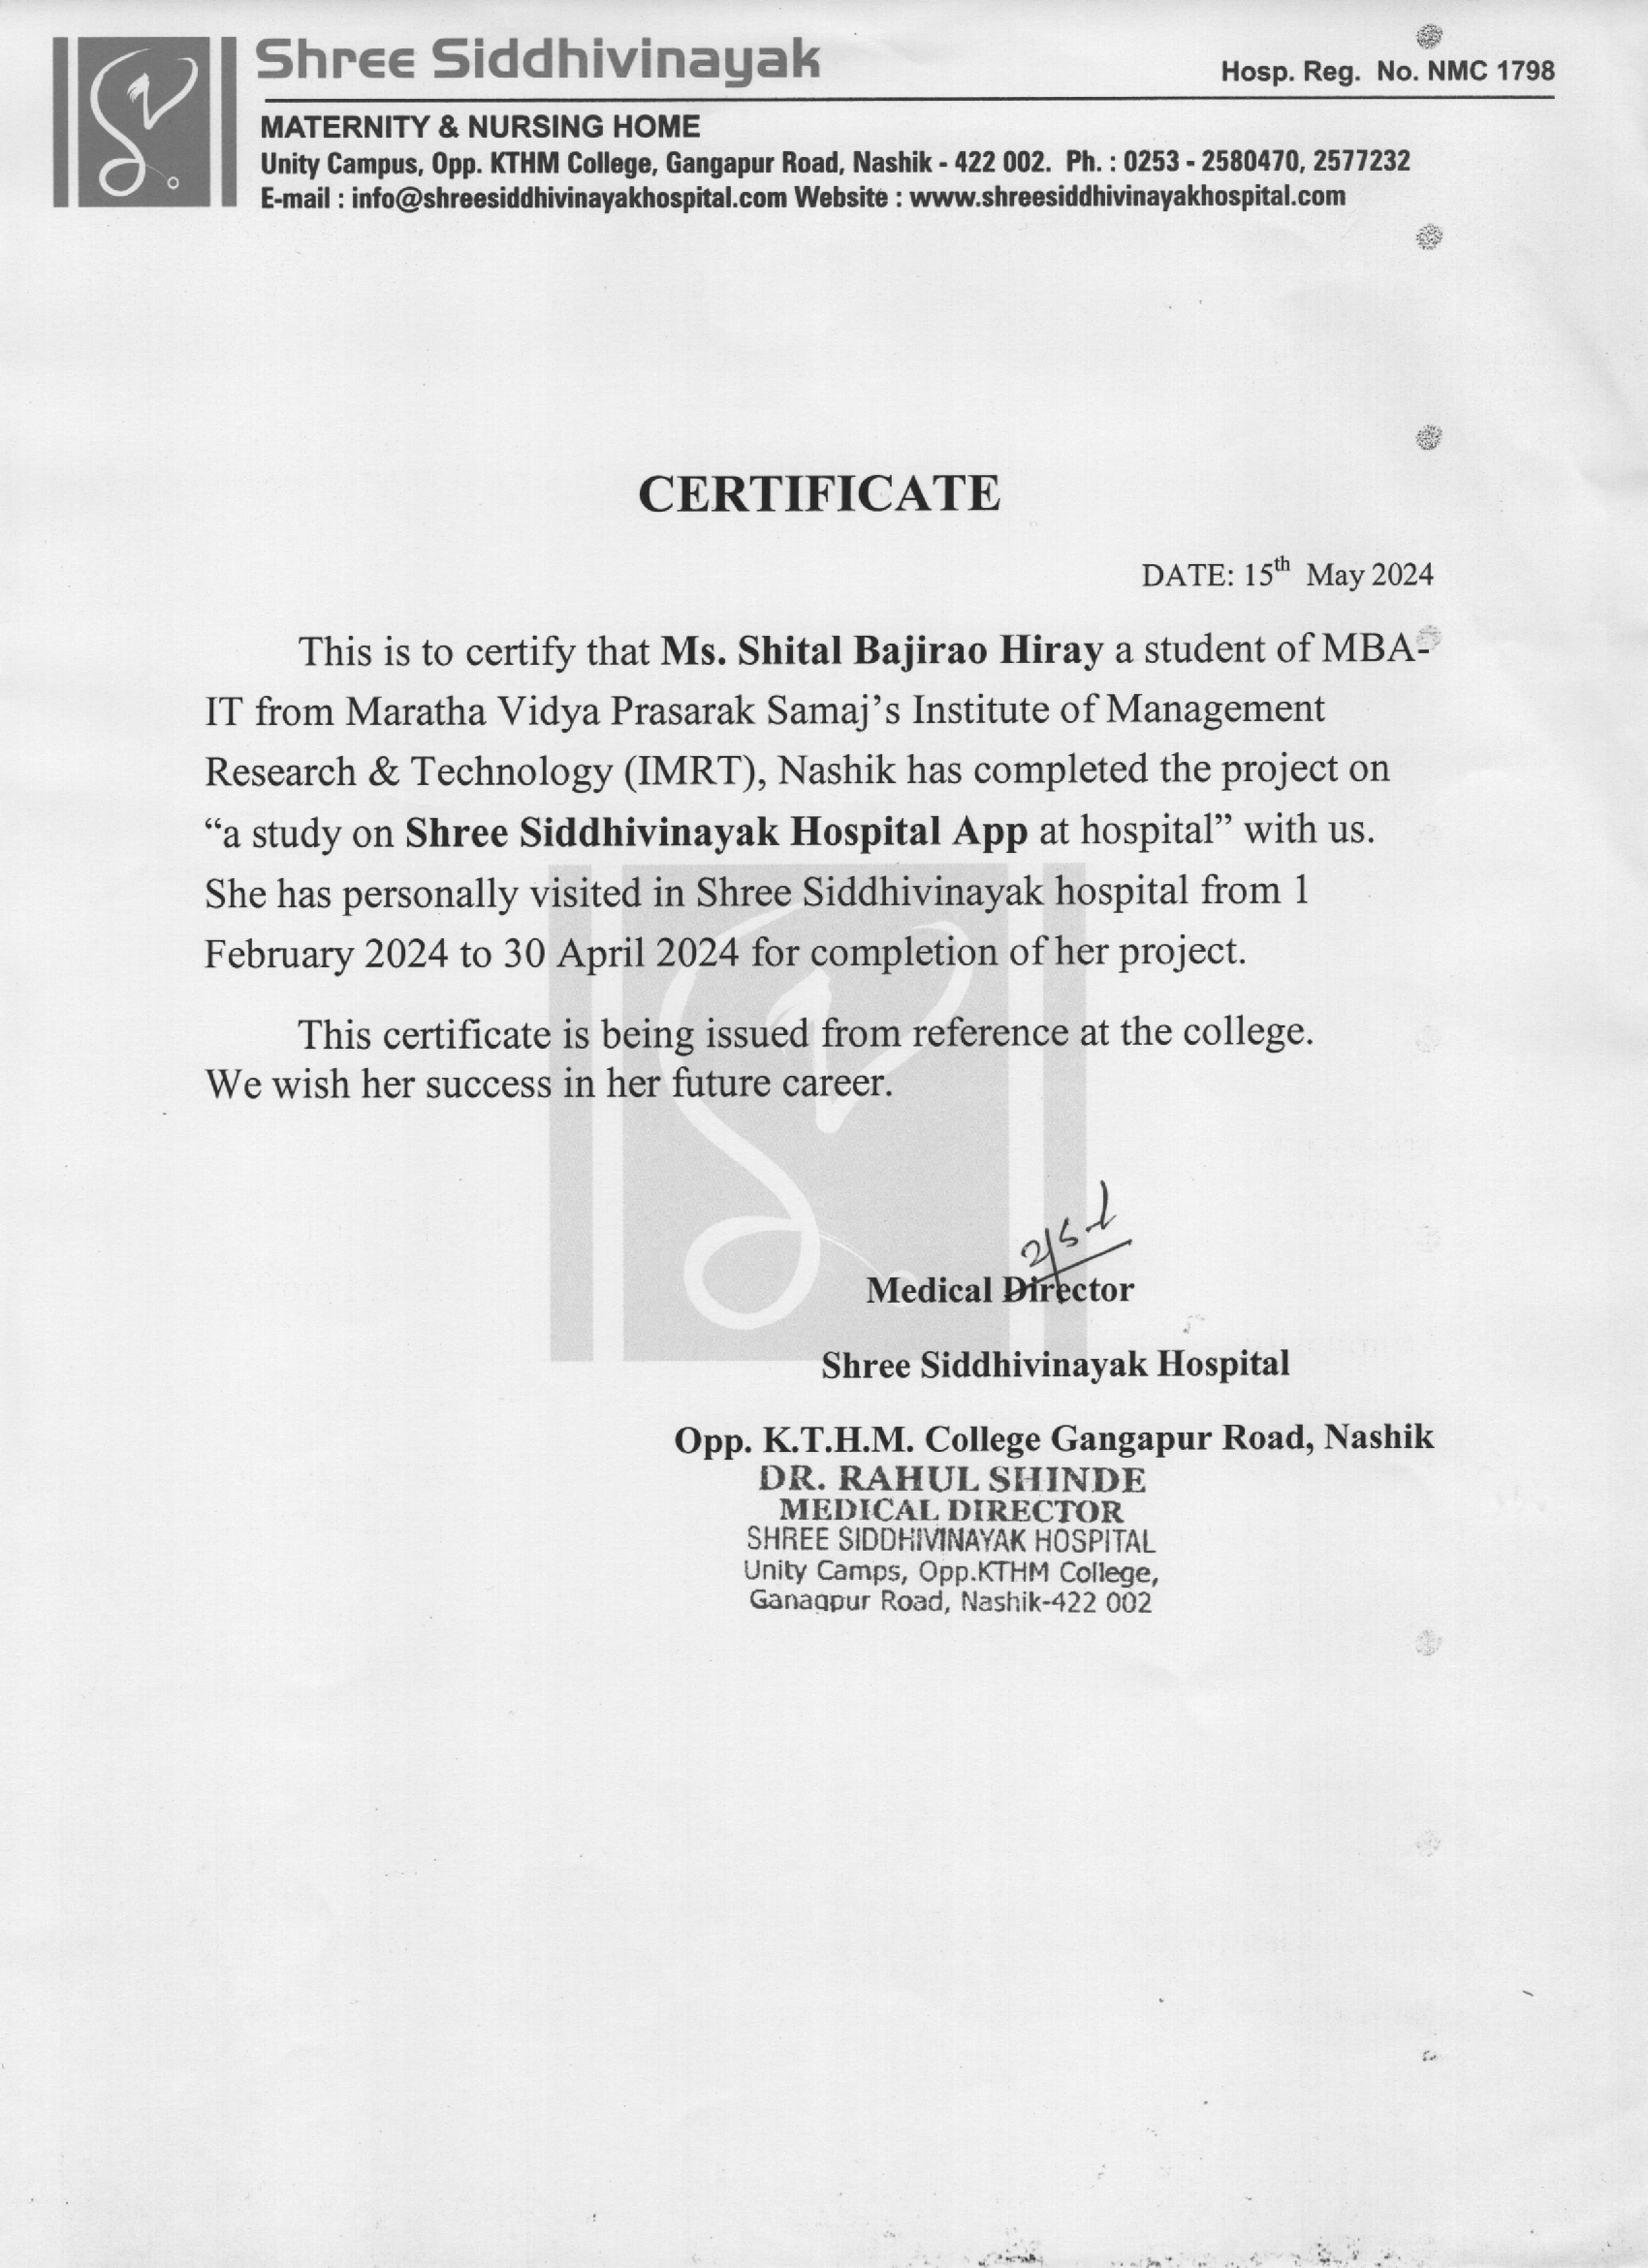 Shree Siddhivinayak
Hosp. Reg. No. NMC 1798
MATERNITY & NURSING HOME
Unity Campus, Opp. KTHM College, Gangapur Road, Nashik - 422 002. Ph. : 0253 - 2580470, 2577232
E-mail : info@shreesiddhivinayakhospital.com Website : www.shreesiddhivinayakhospital.com
CERTIFICATE
DATE: 15th May 2024
This is to certify that Ms. Shital Bajirao Hiray a student of MBA-
IT from Maratha Vidya Prasarak Samaj’s Institute of Management
Research & Technology (IMRT), Nashik has completed the project on
“a study on Shree Siddhivinayak Hospital App at hospital” with us.
She has personally visited in Shree Siddhivinayak hospital from 1
February 2024 to 30 April 2024 for completion of her project.
This certificate is being issued from reference at the college.
We wish her success in her future career.
Medical Director
Shree Siddhivinayak Hospital
Opp. K.T.H.M. College Gangapur Road, Nashik
DR. RAHUL SHINDE
MEDICAL DIRECTOR
SHREE SIDDHIVINAYAK HOSPITAL
Unity Camps, Opp.KTHM College,
Ganagpur Road, Nashik-422 002